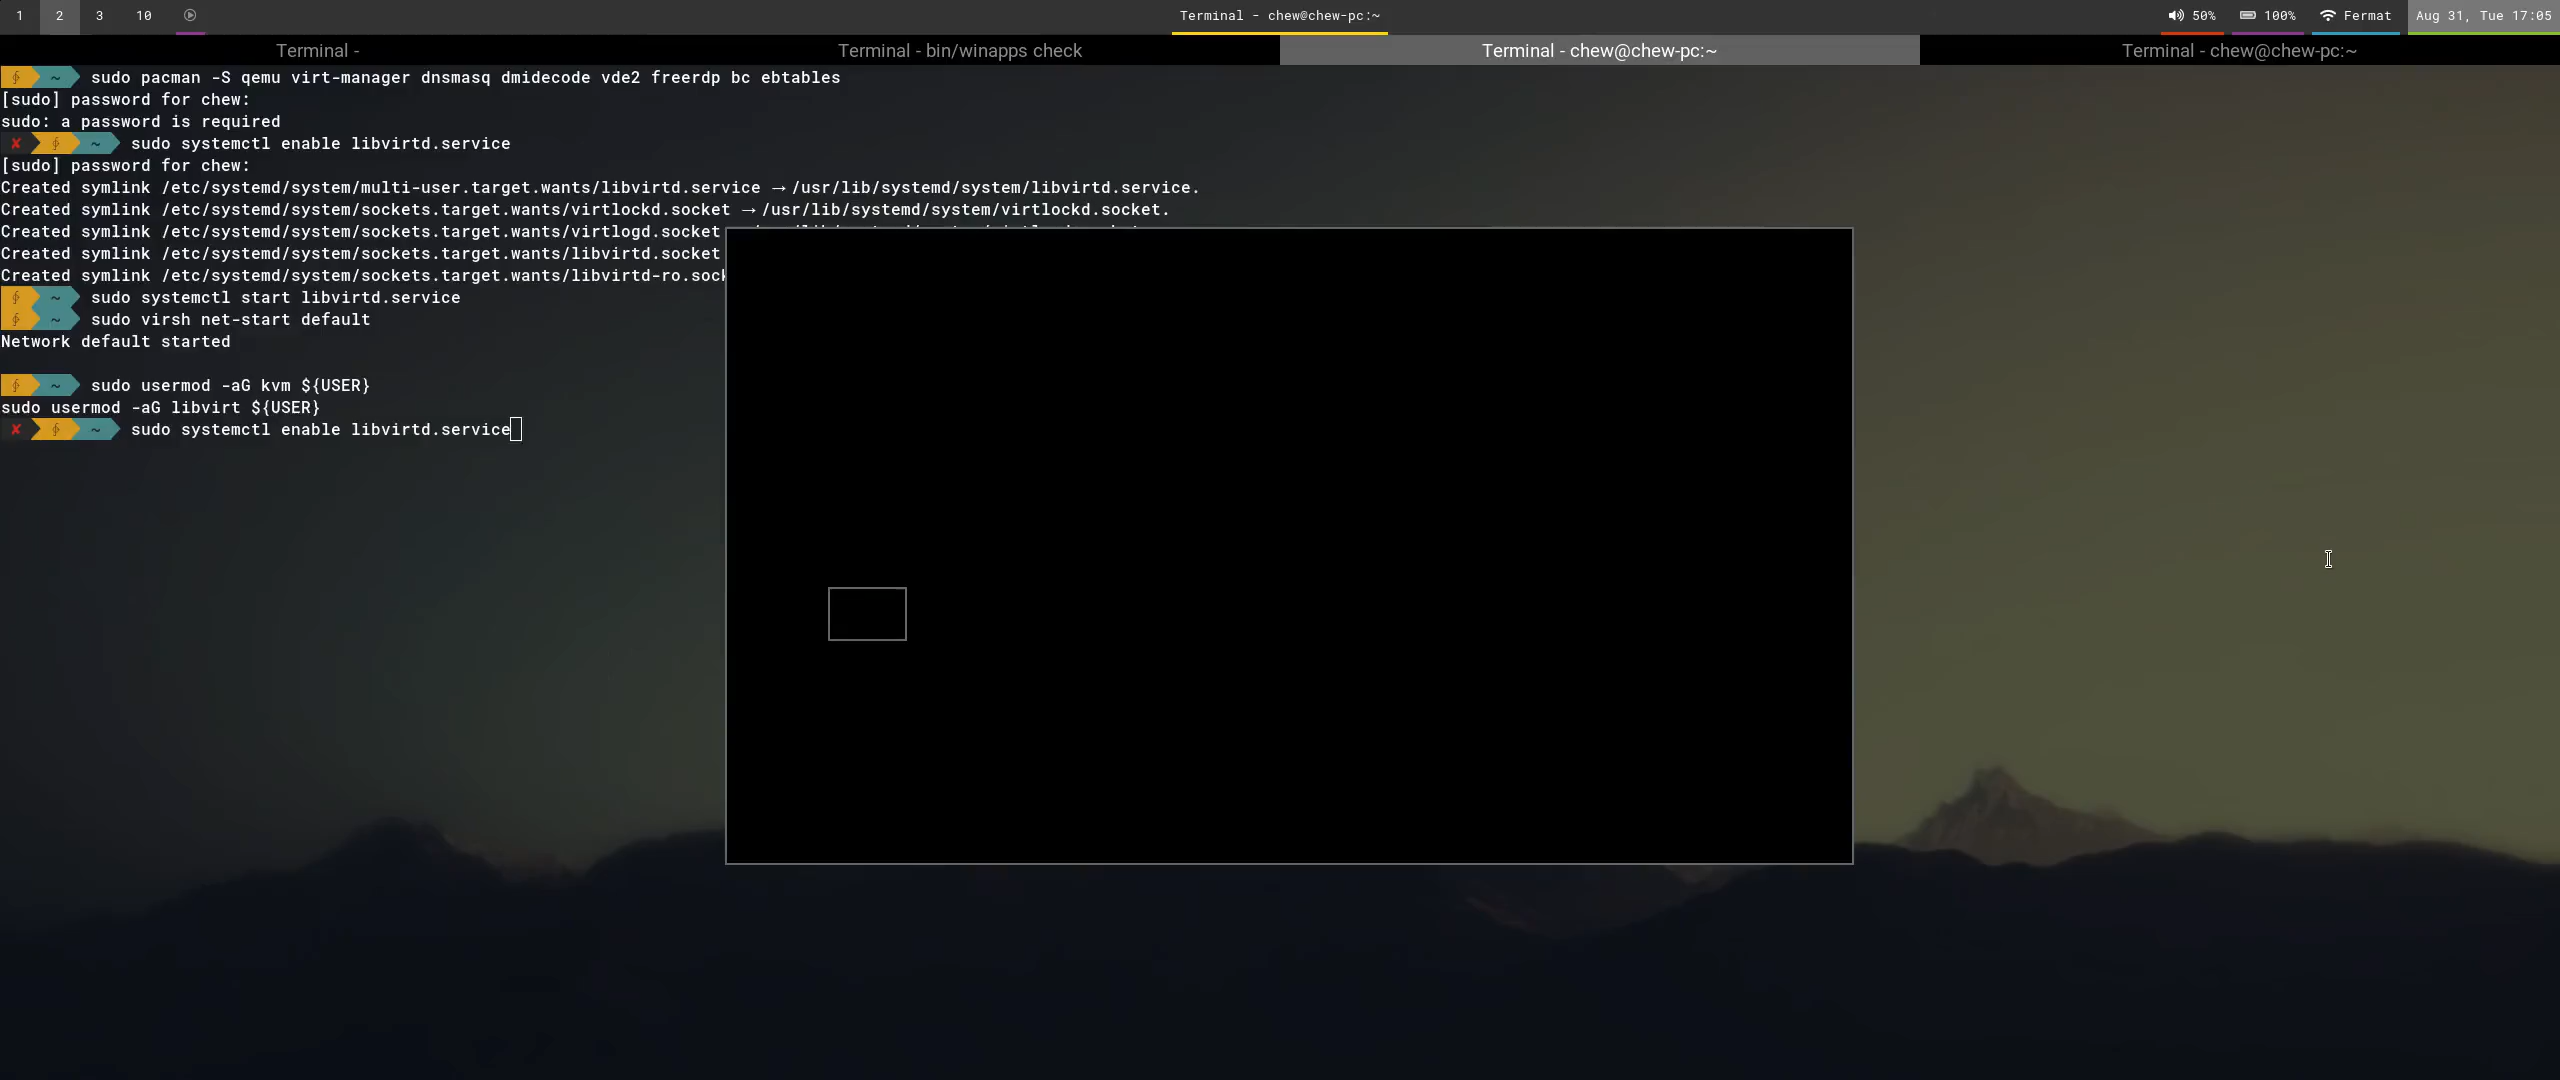 1 2 3 10 Terminal - chew@chew-pc:~ 50% 100% Fermat Aug 31, Tue 17:05
Terminal - Terminal - bin/winapps check Terminal - chew@chew-pc:~ Terminal - chew@chew-pc:~
~ sudo pacman -S qemu virt-manager dnsmasq dmidecode vde2 freerdp bc ebtables
[sudo] password for chew:
sudo: a password is required
✘ ~ sudo systemctl enable libvirtd.service
[sudo] password for chew:
Created symlink /etc/systemd/system/multi-user.target.wants/libvirtd.service → /usr/lib/systemd/system/libvirtd.service.
Created symlink /etc/systemd/system/sockets.target.wants/virtlockd.socket → /usr/lib/systemd/system/virtlockd.socket.
Created symlink /etc/systemd/system/sockets.target.wants/virtlogd.socket
Created symlink /etc/systemd/system/sockets.target.wants/libvirtd.socket
Created symlink /etc/systemd/system/sockets.target.wants/libvirtd-ro.sock
~ sudo systemctl start libvirtd.service
~ sudo virsh net-start default
Network default started
~ sudo usermod -aG kvm ${USER}
sudo usermod -aG libvirt ${USER}
✘ ~ sudo systemctl enable libvirtd.service